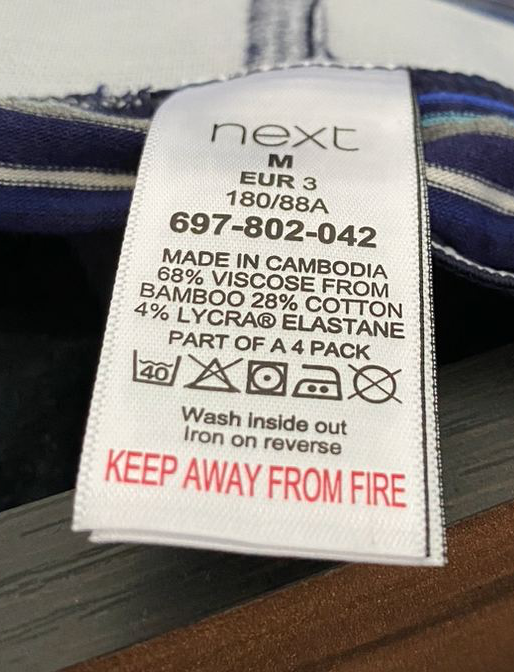 next
M
EUR 3
180/88A
697-802-042
MADE IN CAMBODIA
68% VISCOSE FROM
BAMBOO 28% COTTON
4% LYCRA® ELASTANE
PART OF A 4 PACK
40
Wash inside out
Iron on reverse
KEEP AWAY FROM FIRE